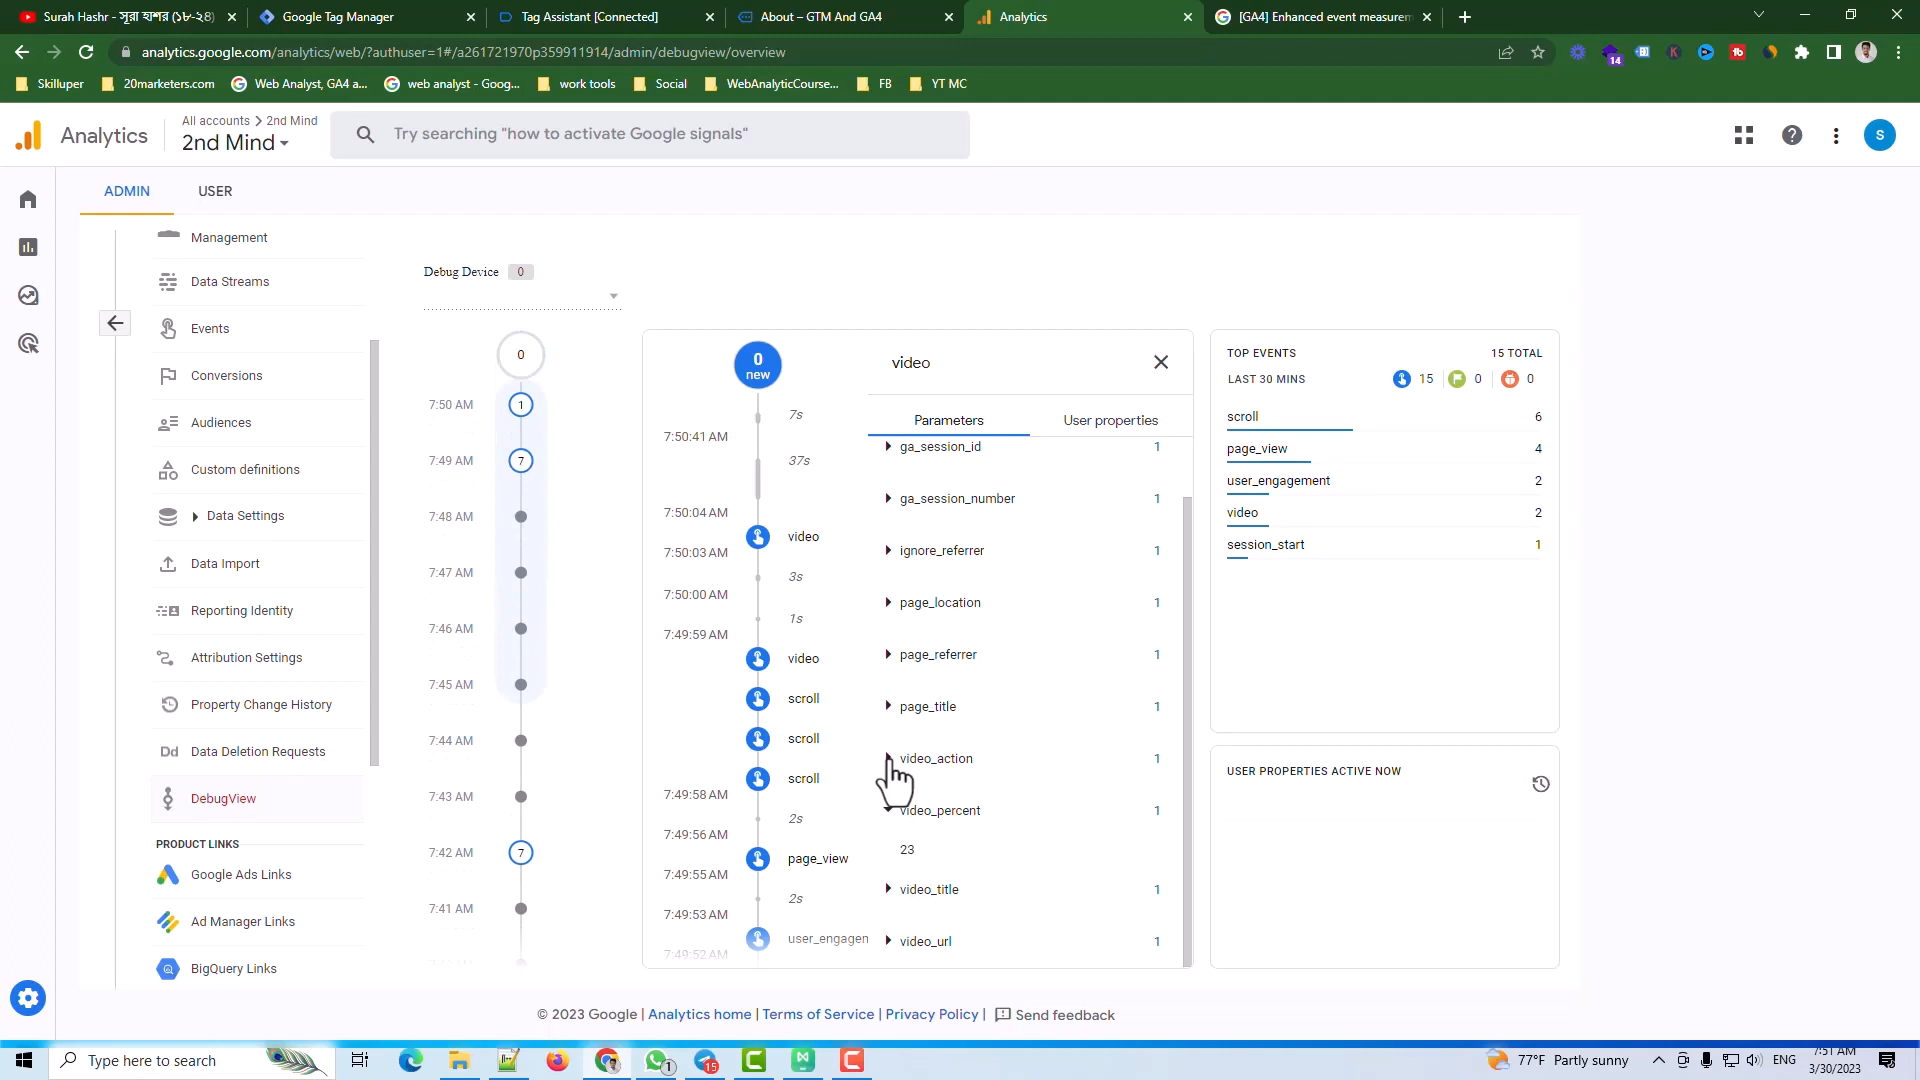 Surah Hashr - সূরা হাশর (১৮-২৪)
Google Tag Manager
Tag Assistant [Connected]
About – GTM And GA4
Analytics
[GA4] Enhanced event measurem
analytics.google.com/analytics/web/?authuser=1#/a261721970p359911914/admin/debugview/overview
14
Skilluper
20marketers.com
Web Analyst, GA4 a...
web analyst - Goog...
work tools
Social
WebAnalyticCourse...
FB
YT MC
Analytics
All accounts > 2nd Mind
2nd Mind
Try searching "how to activate Google signals"
S
ADMIN
USER
Management
Data Streams
Events
Conversions
Audiences
Custom definitions
Data Settings
Data Import
Reporting Identity
Attribution Settings
Property Change History
Dd Data Deletion Requests
DebugView
PRODUCT LINKS
Google Ads Links
Ad Manager Links
BigQuery Links
Debug Device 0
0
7:50 AM 1
7:49 AM 7
7:48 AM
7:47 AM
7:46 AM
7:45 AM
7:44 AM
7:43 AM
7:42 AM 7
7:41 AM
0
new
7s
7:50:41 AM
37s
7:50:04 AM
video
7:50:03 AM
3s
7:50:00 AM
1s
7:49:59 AM
video
scroll
scroll
scroll
7:49:58 AM
2s
7:49:56 AM
page_view
7:49:55 AM
2s
7:49:53 AM
user_engagen
7:49:52 AM
video
Parameters
User properties
ga_session_id 1
ga_session_number 1
ignore_referrer 1
page_location 1
page_referrer 1
page_title 1
video_action 1
video_percent 1
23
video_title 1
video_url 1
TOP EVENTS 15 TOTAL
LAST 30 MINS 15 0 0
scroll 6
page_view 4
user_engagement 2
video 2
session_start 1
USER PROPERTIES ACTIVE NOW
© 2023 Google | Analytics home | Terms of Service | Privacy Policy | Send feedback
Type here to search
1
15
77°F Partly sunny
ENG
7:51 AM
3/30/2023